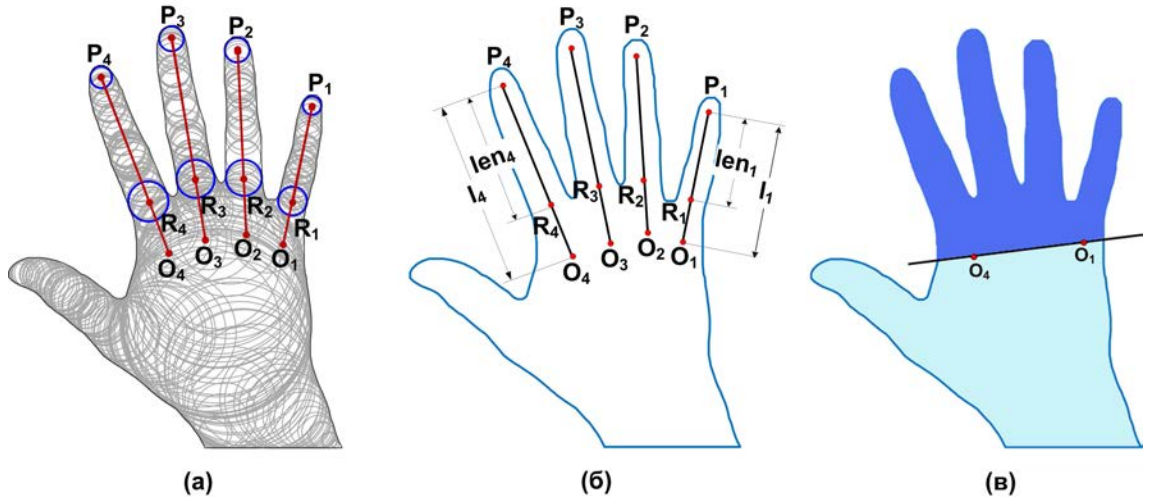 P₄ P₃ P₂ P₁
R₄ R₃ R₂ R₁
O₄ O₃ O₂ O₁
(а)
P₄ P₃ P₂ P₁
l₄ len₄ len₁ l₁
R₄ R₃ R₂ R₁
O₄ O₃ O₂ O₁
(б)
O₄ O₁
(в)